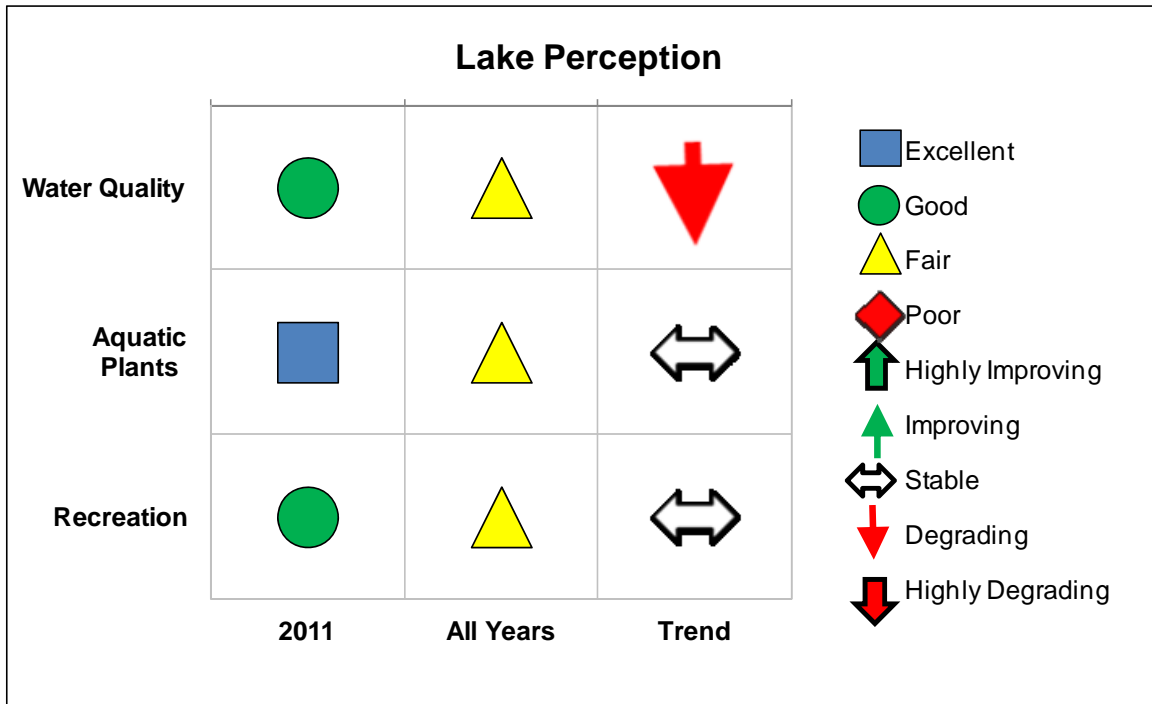 Lake Perception
Water Quality
Aquatic
Plants
Recreation
2011
All Years
Trend
Excellent
Good
Fair
Poor
Highly Improving
Improving
Stable
Degrading
Highly Degrading